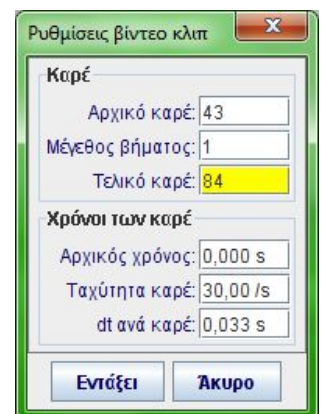 Ρυθμίσεις βίντεο κλιπ
Καρέ
Αρχικό καρέ: 43
Μέγεθος βήματος: 1
Τελικό καρέ: 84
Χρόνοι των καρέ
Αρχικός χρόνος: 0,000 s
Ταχύτητα καρέ: 30,00 /s
dt ανά καρέ: 0,033 s
Εντάξει Άκυρο